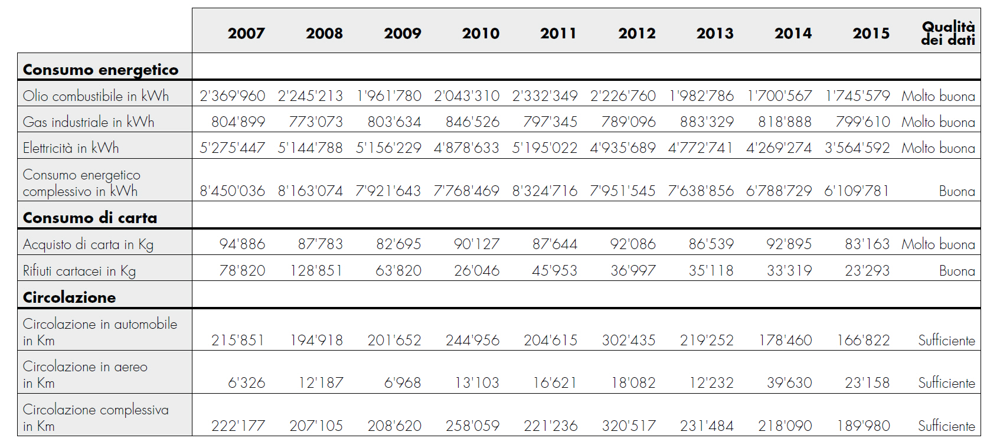 2007 2008 2009 2010 2011 2012 2013 2014 2015 Qualità
dei dati
Consumo energetico
Olio combustibile in kWh 2'369'960 2'245'213 1'961'780 2'043'310 2'332'349 2'226'760 1'982'786 1'700'567 1'745'579 Molto buona
Gas industriale in kWh 804'899 773'073 803'634 846'526 797'345 789'096 883'329 818'888 799'610 Molto buona
Elettricità in kWh 5'275'447 5'144'788 5'156'229 4'878'633 5'195'022 4'935'689 4'772'741 4'269'274 3'564'592 Molto buona
Consumo energetico
complessivo in kWh 8'450'036 8'163'074 7'921'643 7'768'469 8'324'716 7'951'545 7'638'856 6'788'729 6'109'781 Buona
Consumo di carta
Acquisto di carta in Kg 94'886 87'783 82'695 90'127 87'644 92'086 86'539 92'895 83'163 Molto buona
Rifiuti cartacei in Kg 78'820 128'851 63'820 26'046 45'953 36'997 35'118 33'319 23'293 Buona
Circolazione
Circolazione in automobile
in Km 215'851 194'918 201'652 244'956 204'615 302'435 219'252 178'460 166'822 Sufficiente
Circolazione in aereo
in Km 6'326 12'187 6'968 13'103 16'621 18'082 12'232 39'630 23'158 Sufficiente
Circolazione complessiva
in Km 222'177 207'105 208'620 258'059 221'236 320'517 231'484 218'090 189'980 Sufficiente